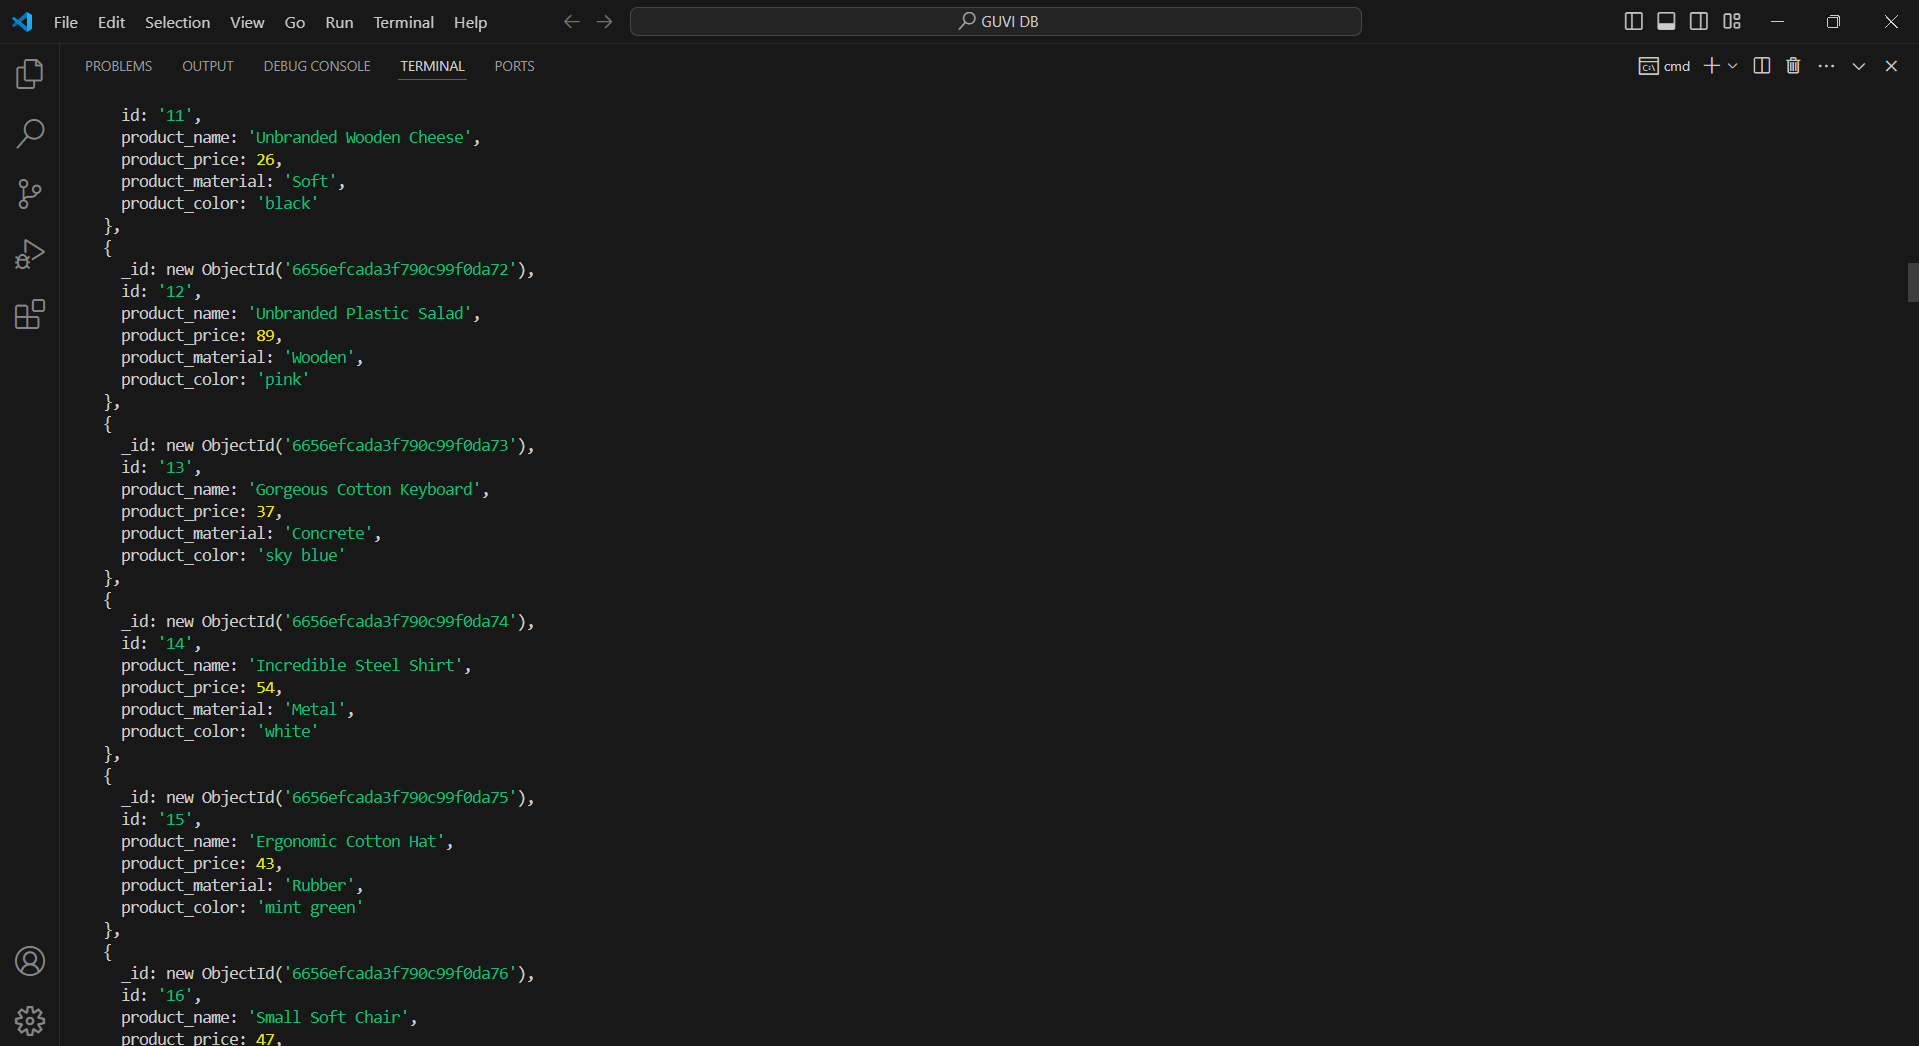 File Edit Selection View Go Run Terminal Help GUVI DB
PROBLEMS OUTPUT DEBUG CONSOLE TERMINAL PORTS cmd
id: '11',
product_name: 'Unbranded Wooden Cheese',
product_price: 26,
product_material: 'Soft',
product_color: 'black'
},
{
_id: new ObjectId('6656efcada3f790c99f0da72'),
id: '12',
product_name: 'Unbranded Plastic Salad',
product_price: 89,
product_material: 'Wooden',
product_color: 'pink'
},
{
_id: new ObjectId('6656efcada3f790c99f0da73'),
id: '13',
product_name: 'Gorgeous Cotton Keyboard',
product_price: 37,
product_material: 'Concrete',
product_color: 'sky blue'
},
{
_id: new ObjectId('6656efcada3f790c99f0da74'),
id: '14',
product_name: 'Incredible Steel Shirt',
product_price: 54,
product_material: 'Metal',
product_color: 'white'
},
{
_id: new ObjectId('6656efcada3f790c99f0da75'),
id: '15',
product_name: 'Ergonomic Cotton Hat',
product_price: 43,
product_material: 'Rubber',
product_color: 'mint green'
},
{
_id: new ObjectId('6656efcada3f790c99f0da76'),
id: '16',
product_name: 'Small Soft Chair',
product_price: 47,